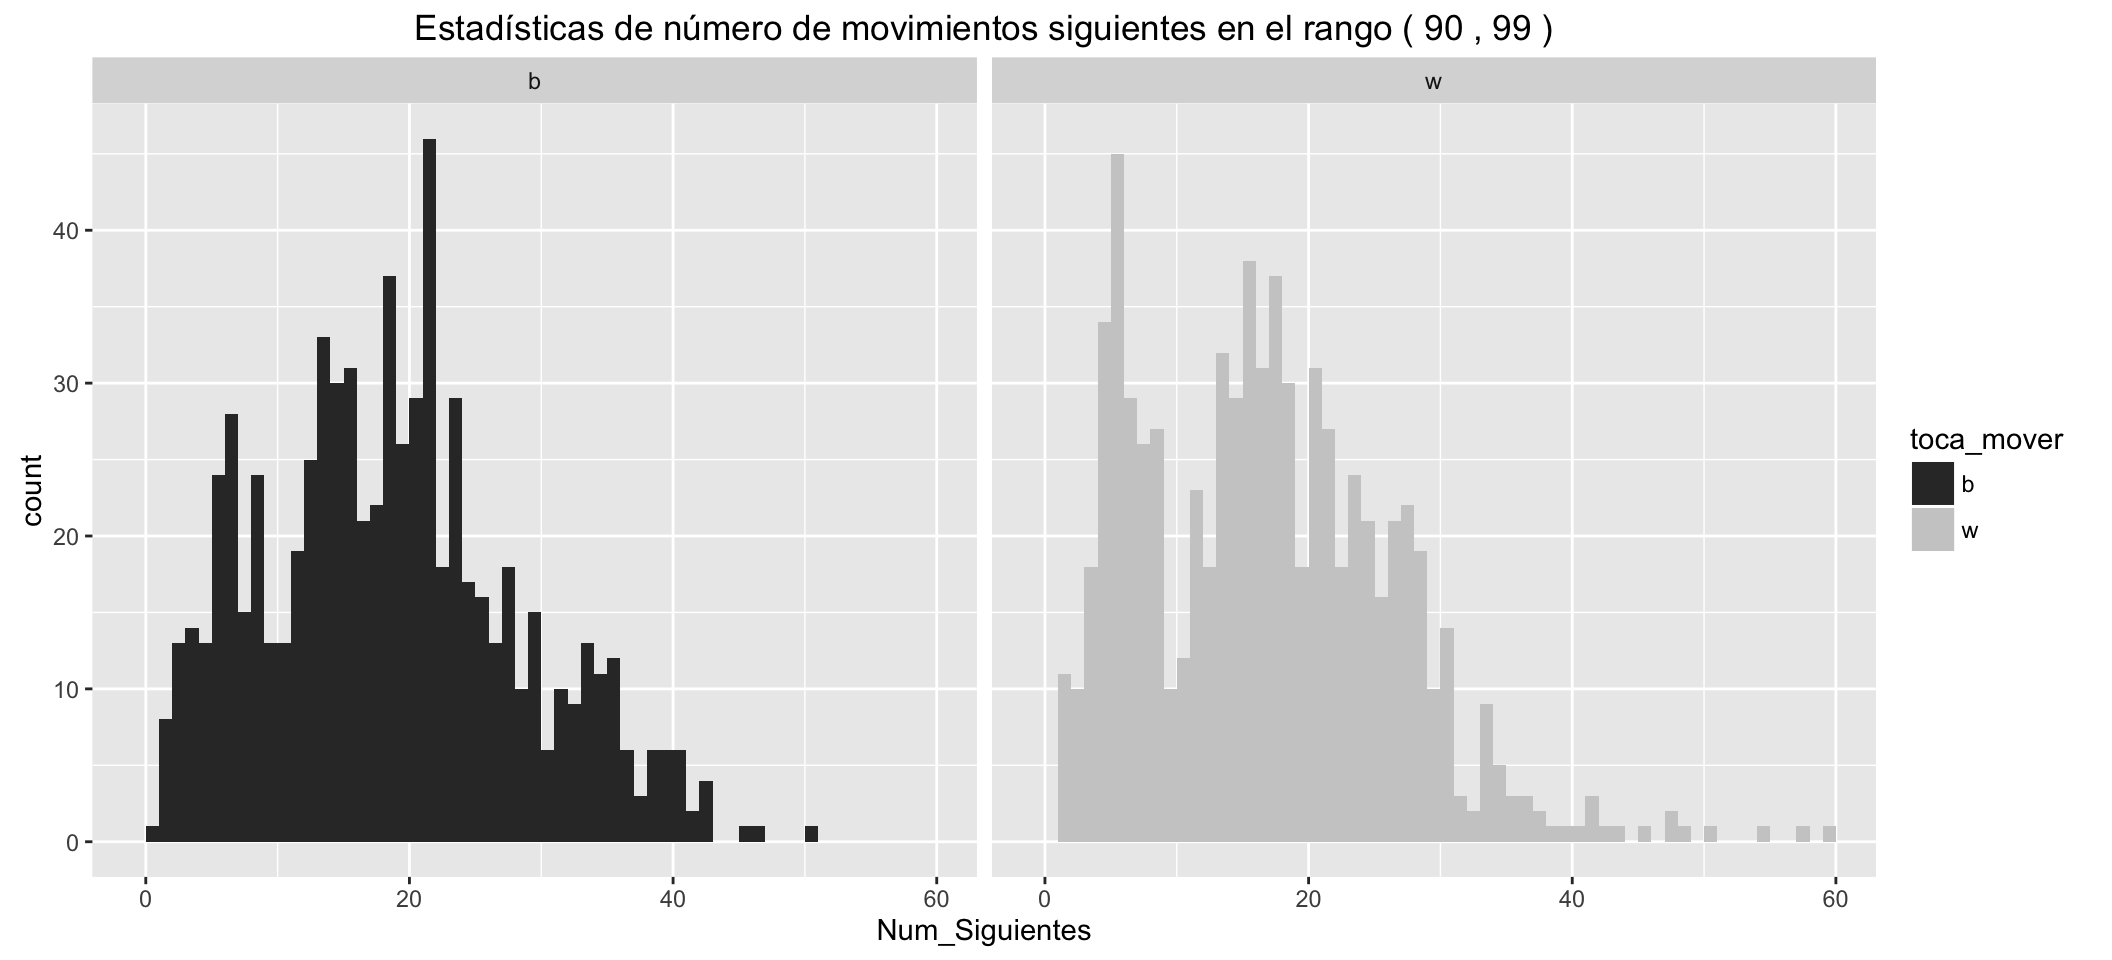 Estadísticas de número de movimientos siguientes en el rango ( 90 , 99 )
b
w
40
30
20
10
0
count
0 20 40 60
0 20 40 60
Num_Siguientes
toca_mover
b
w